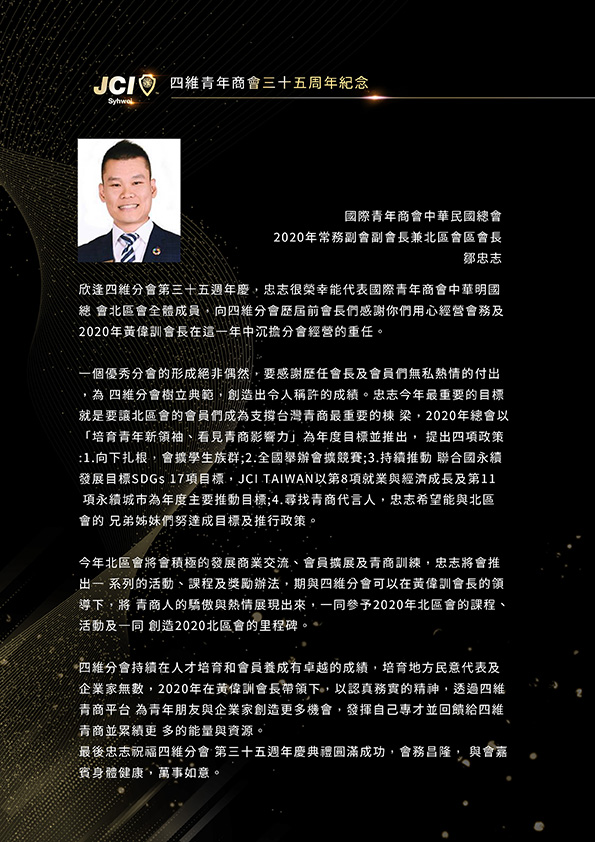 JCI
Syhwei
四維青年商會三十五周年紀念
國際青年商會中華民國總會
2020年常務副會副會長兼北區會區會長
鄒忠志
欣逢四維分會第三十五週年慶，忠志很榮幸能代表國際青年商會中華明國
總 會北區會全體成員，向四維分會歷屆前會長們感謝你們用心經營會務及
2020年黃偉訓會長在這一年中沉擔分會經營的重任。
一個優秀分會的形成絕非偶然，要感謝歷任會長及會員們無私熱情的付出
，為 四維分會樹立典範，創造出令人稱許的成績。忠志今年最重要的目標
就是要讓北區會的會員們成為支撐台灣青商最重要的棟 梁，2020年總會以
「培育青年新領袖、看見青商影響力」為年度目標並推出， 提出四項政策
:1.向下扎根，會擴學生族群;2.全國舉辦會擴競賽;3.持續推動 聯合國永續
發展目標SDGs 17項目標，JCI TAIWAN以第8項就業與經濟成長及第11
項永續城市為年度主要推動目標;4.尋找青商代言人，忠志希望能與北區
會的 兄弟姊妹們努達成目標及推行政策。
今年北區會將會積極的發展商業交流、會員擴展及青商訓練，忠志將會推
出一 系列的活動、課程及獎勵辦法，期與四維分會可以在黃偉訓會長的領
導下，將 青商人的驕傲與熱情展現出來，一同參予2020年北區會的課程、
活動及一同 創造2020北區會的里程碑。
四維分會持續在人才培育和會員養成有卓越的成績，培育地方民意代表及
企業家無數，2020年在黃偉訓會長帶領下，以認真務實的精神，透過四維
青商平台 為青年朋友與企業家創造更多機會，發揮自己專才並回饋給四維
青商並累績更 多的能量與資源。
最後忠志祝福四維分會 第三十五週年慶典禮圓滿成功，會務昌隆， 與會嘉
賓身體健康，萬事如意。